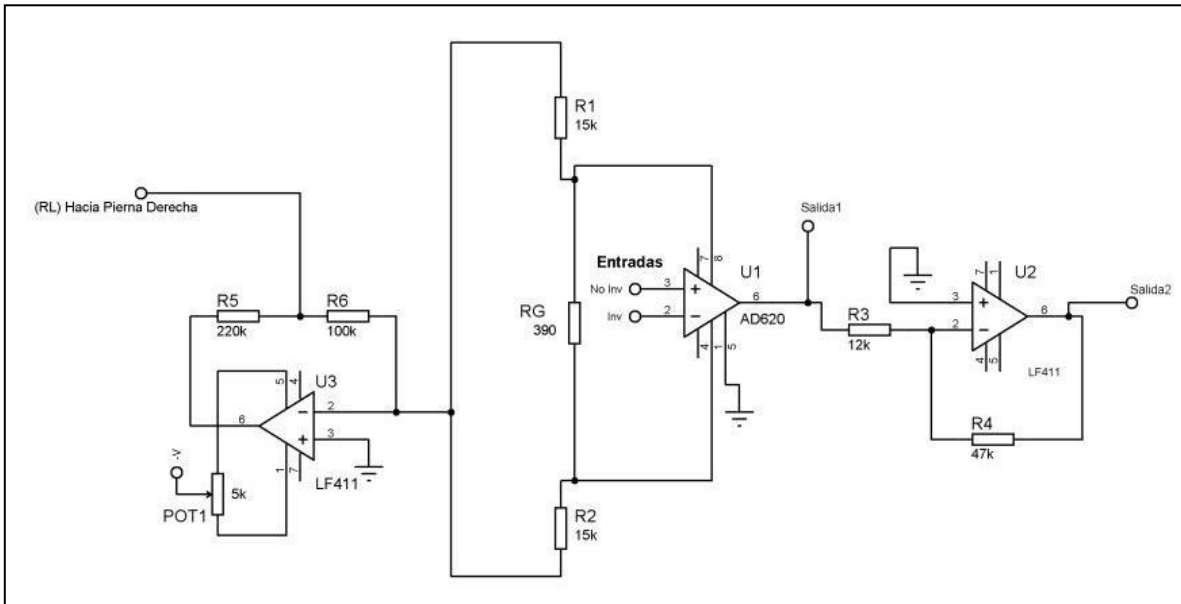 (RL) Hacia Pierna Derecha
R5
220k
R6
100k
U3
5
4
6
2
3
1
7
LF411
-V
5k
POT1
R1
15k
RG
390
R2
15k
Entradas
No Inv
Inv
3
2
7
8
U1
6
AD620
4
1
5
Salida1
R3
12k
7
1
U2
3
2
6
4
5
LF411
R4
47k
Salida2